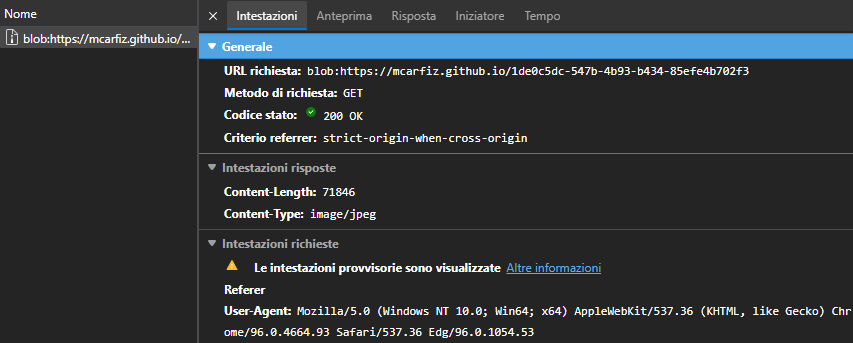 Nome
Intestazioni Anteprima Risposta Iniziatore Tempo
blob:https://mcarfiz.github.io/...
Generale
URL richiesta: blob:https://mcarfiz.github.io/1de0c5dc-547b-4b93-b434-85efe4b702f3
Metodo di richiesta: GET
Codice stato: 200 OK
Criterio referrer: strict-origin-when-cross-origin
Intestazioni risposte
Content-Length: 71846
Content-Type: image/jpeg
Intestazioni richieste
Le intestazioni provvisorie sono visualizzate Altre informazioni
Referer
User-Agent: Mozilla/5.0 (Windows NT 10.0; Win64; x64) AppleWebKit/537.36 (KHTML, like Gecko) Chr
ome/96.0.4664.93 Safari/537.36 Edg/96.0.1054.53